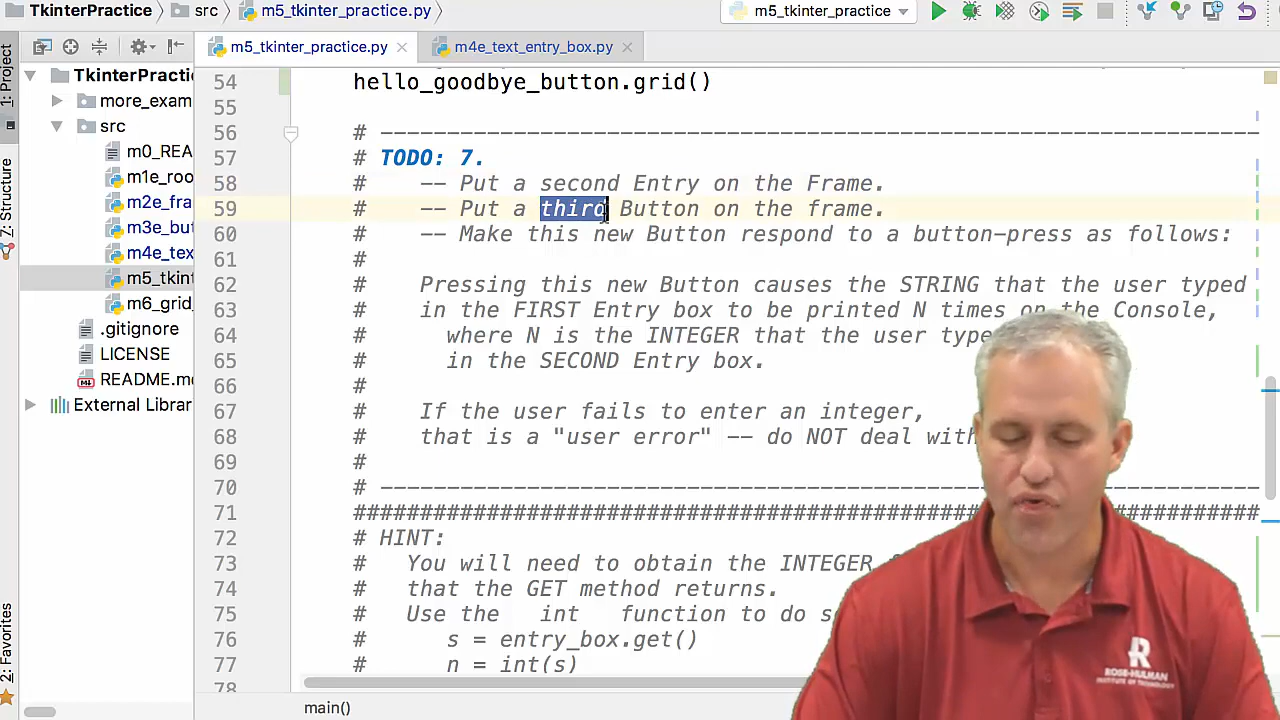 TkinterPractice
src
m5_tkinter_practice.py
m5_tkinter_practice
1: Project
7: Structure
2: Favorites
m5_tkinter_practice.py
m4e_text_entry_box.py
TkinterPracti
more_exam
src
m0_REA
m1e_roo
m2e_fra
m3e_but
m4e_tex
m5_tkint
m6_grid_
.gitignore
LICENSE
README.m
External Librar
54 hello_goodbye_button.grid()
55
56 # ------------------------------------------------------------------
57 # TODO: 7.
58 # -- Put a second Entry on the Frame.
59 # -- Put a third Button on the frame.
60 # -- Make this new Button respond to a button-press as follows:
61 #
62 # Pressing this new Button causes the STRING that the user typed
63 # in the FIRST Entry box to be printed N times on the Console,
64 # where N is the INTEGER that the user type
65 # in the SECOND Entry box.
66 #
67 # If the user fails to enter an integer,
68 # that is a "user error" -- do NOT deal with
69 #
70 # ------------------------------------------------------------------
71 ####################################################################
72 # HINT:
73 # You will need to obtain the INTEGER
74 # that the GET method returns.
75 # Use the int function to do s
76 # s = entry_box.get()
77 # n = int(s)
78
main()
ROSE-HULMAN
INSTITUTE OF TECHNOLOGY